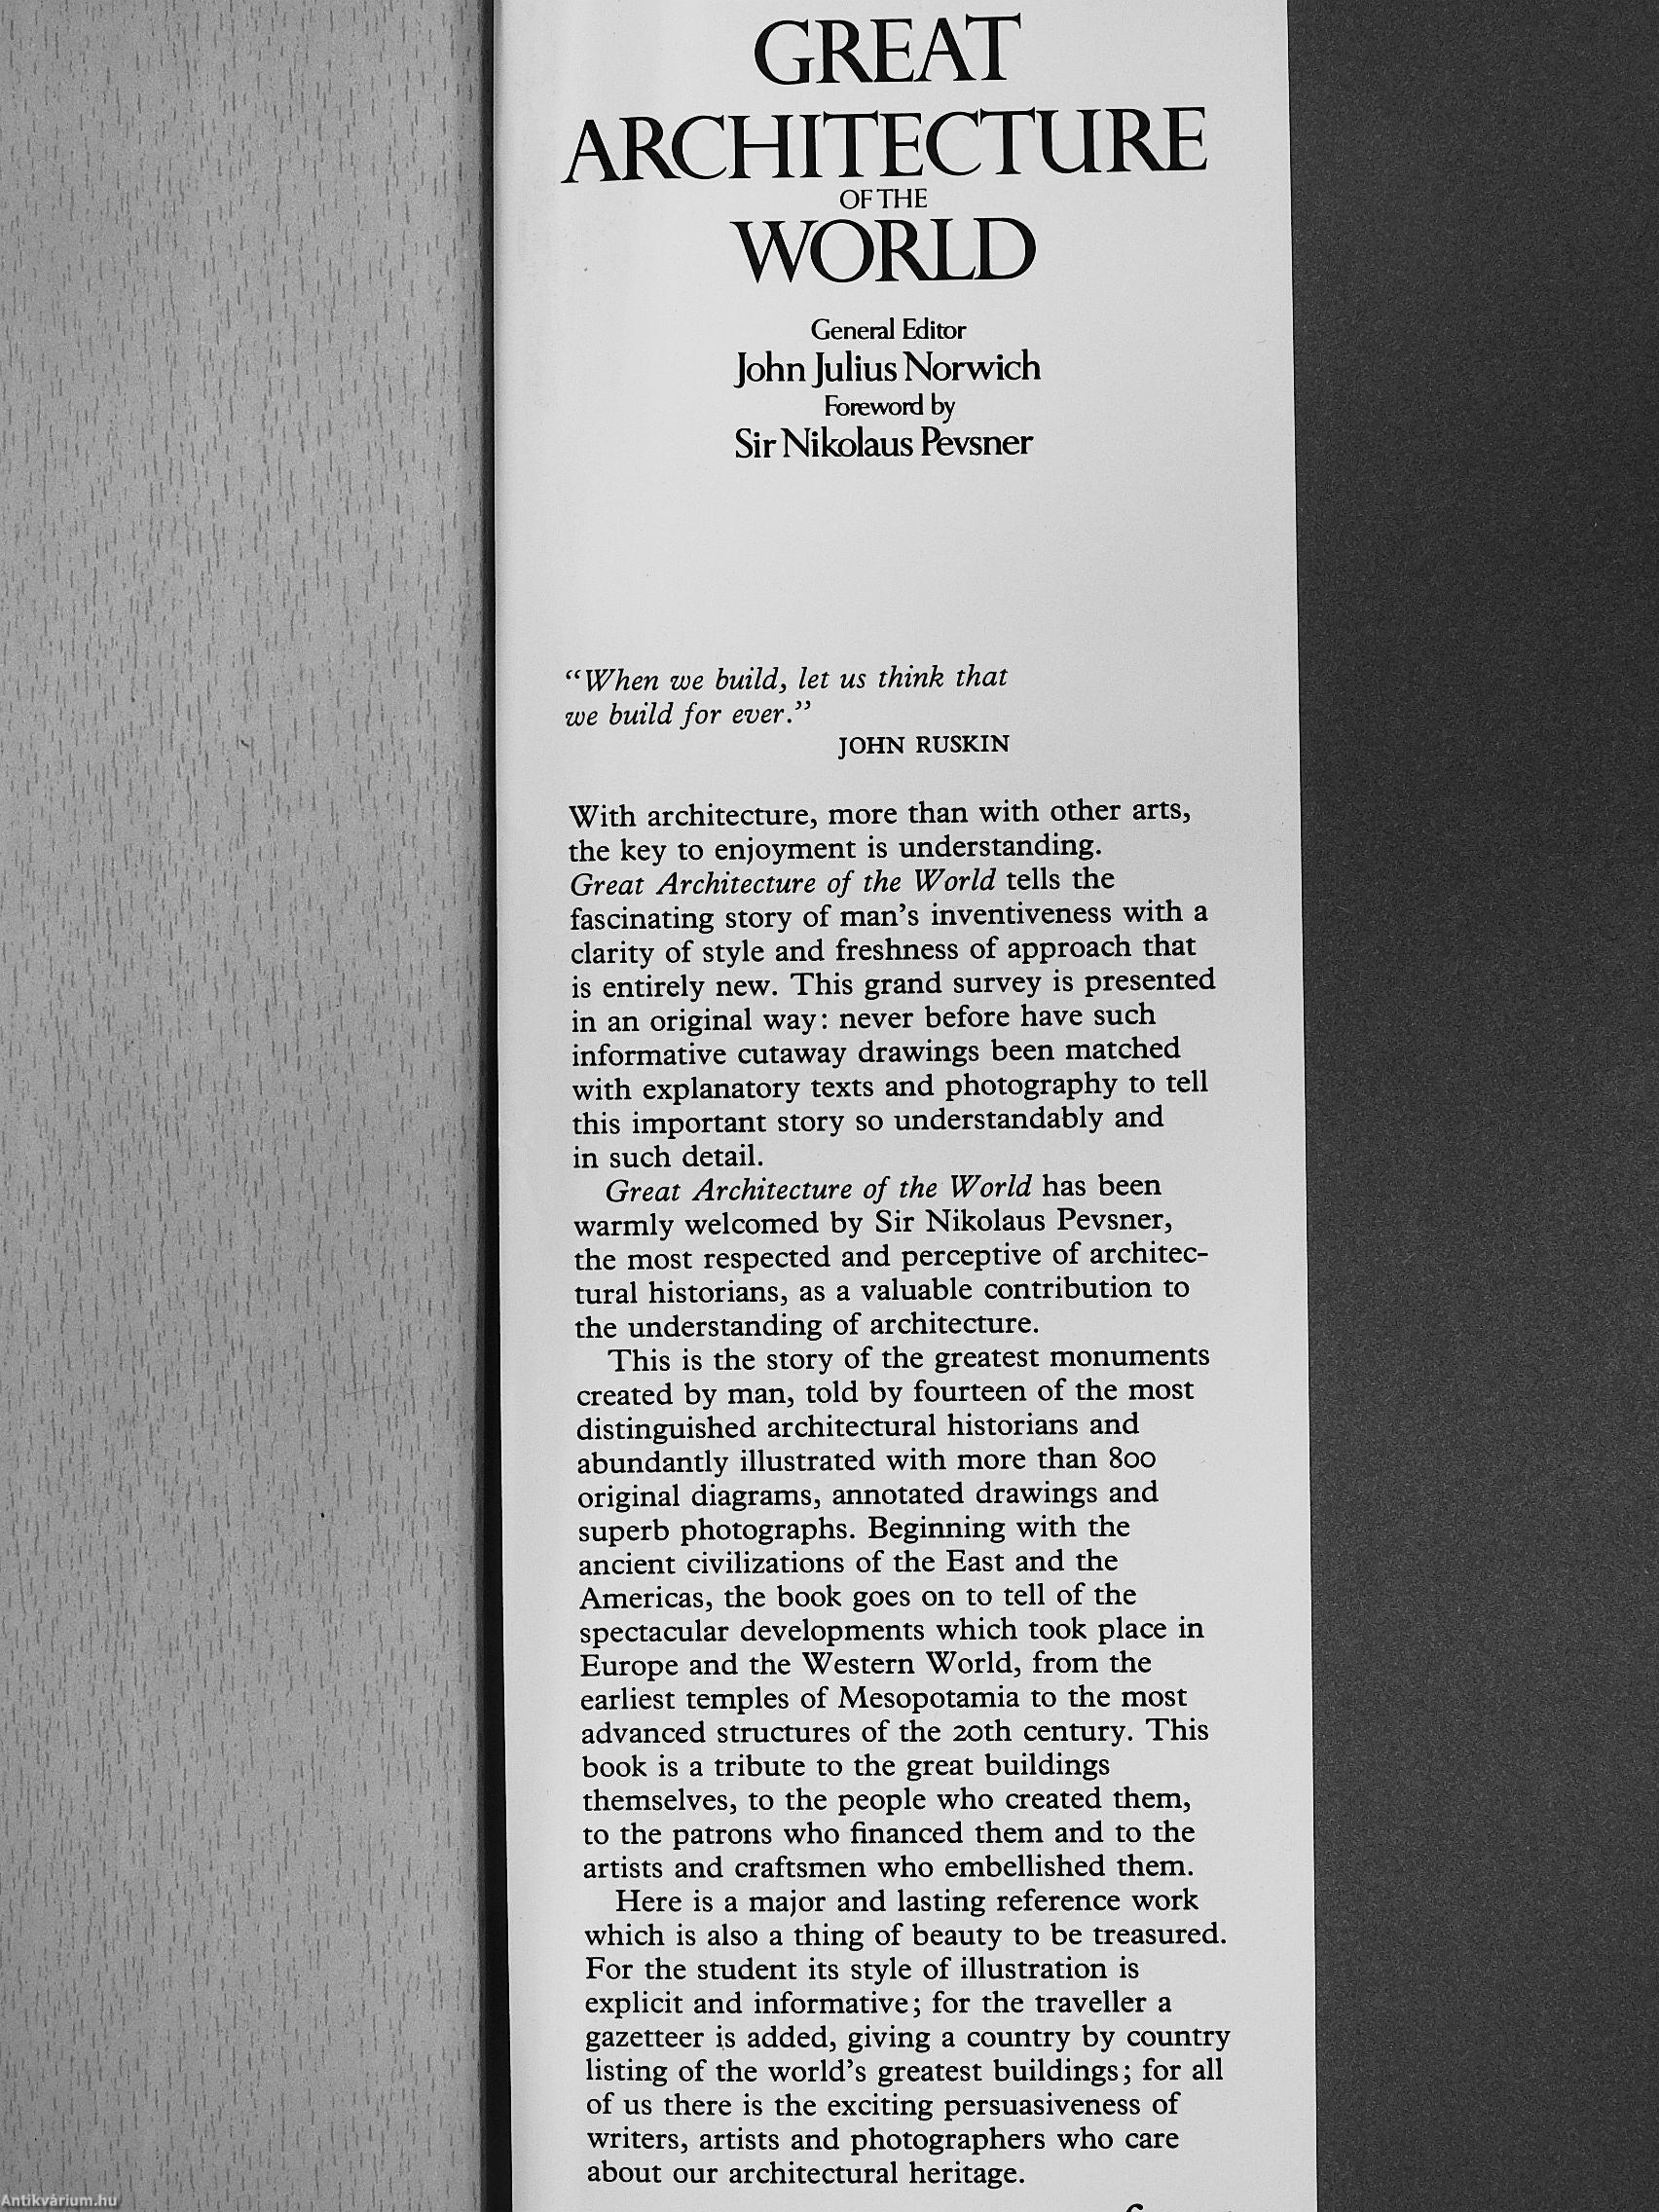 GREAT
ARCHITECTURE
OF THE
WORLD
General Editor
John Julius Norwich
Foreword by
Sir Nikolaus Pevsner
“When we build, let us think that
we build for ever.”
JOHN RUSKIN
With architecture, more than with other arts,
the key to enjoyment is understanding.
Great Architecture of the World tells the
fascinating story of man’s inventiveness with a
clarity of style and freshness of approach that
is entirely new. This grand survey is presented
in an original way: never before have such
informative cutaway drawings been matched
with explanatory texts and photography to tell
this important story so understandably and
in such detail.
Great Architecture of the World has been
warmly welcomed by Sir Nikolaus Pevsner,
the most respected and perceptive of architec-
tural historians, as a valuable contribution to
the understanding of architecture.
This is the story of the greatest monuments
created by man, told by fourteen of the most
distinguished architectural historians and
abundantly illustrated with more than 800
original diagrams, annotated drawings and
superb photographs. Beginning with the
ancient civilizations of the East and the
Americas, the book goes on to tell of the
spectacular developments which took place in
Europe and the Western World, from the
earliest temples of Mesopotamia to the most
advanced structures of the 20th century. This
book is a tribute to the great buildings
themselves, to the people who created them,
to the patrons who financed them and to the
artists and craftsmen who embellished them.
Here is a major and lasting reference work
which is also a thing of beauty to be treasured.
For the student its style of illustration is
explicit and informative; for the traveller a
gazetteer is added, giving a country by country
listing of the world’s greatest buildings; for all
of us there is the exciting persuasiveness of
writers, artists and photographers who care
about our architectural heritage.
Antikvárium.hu